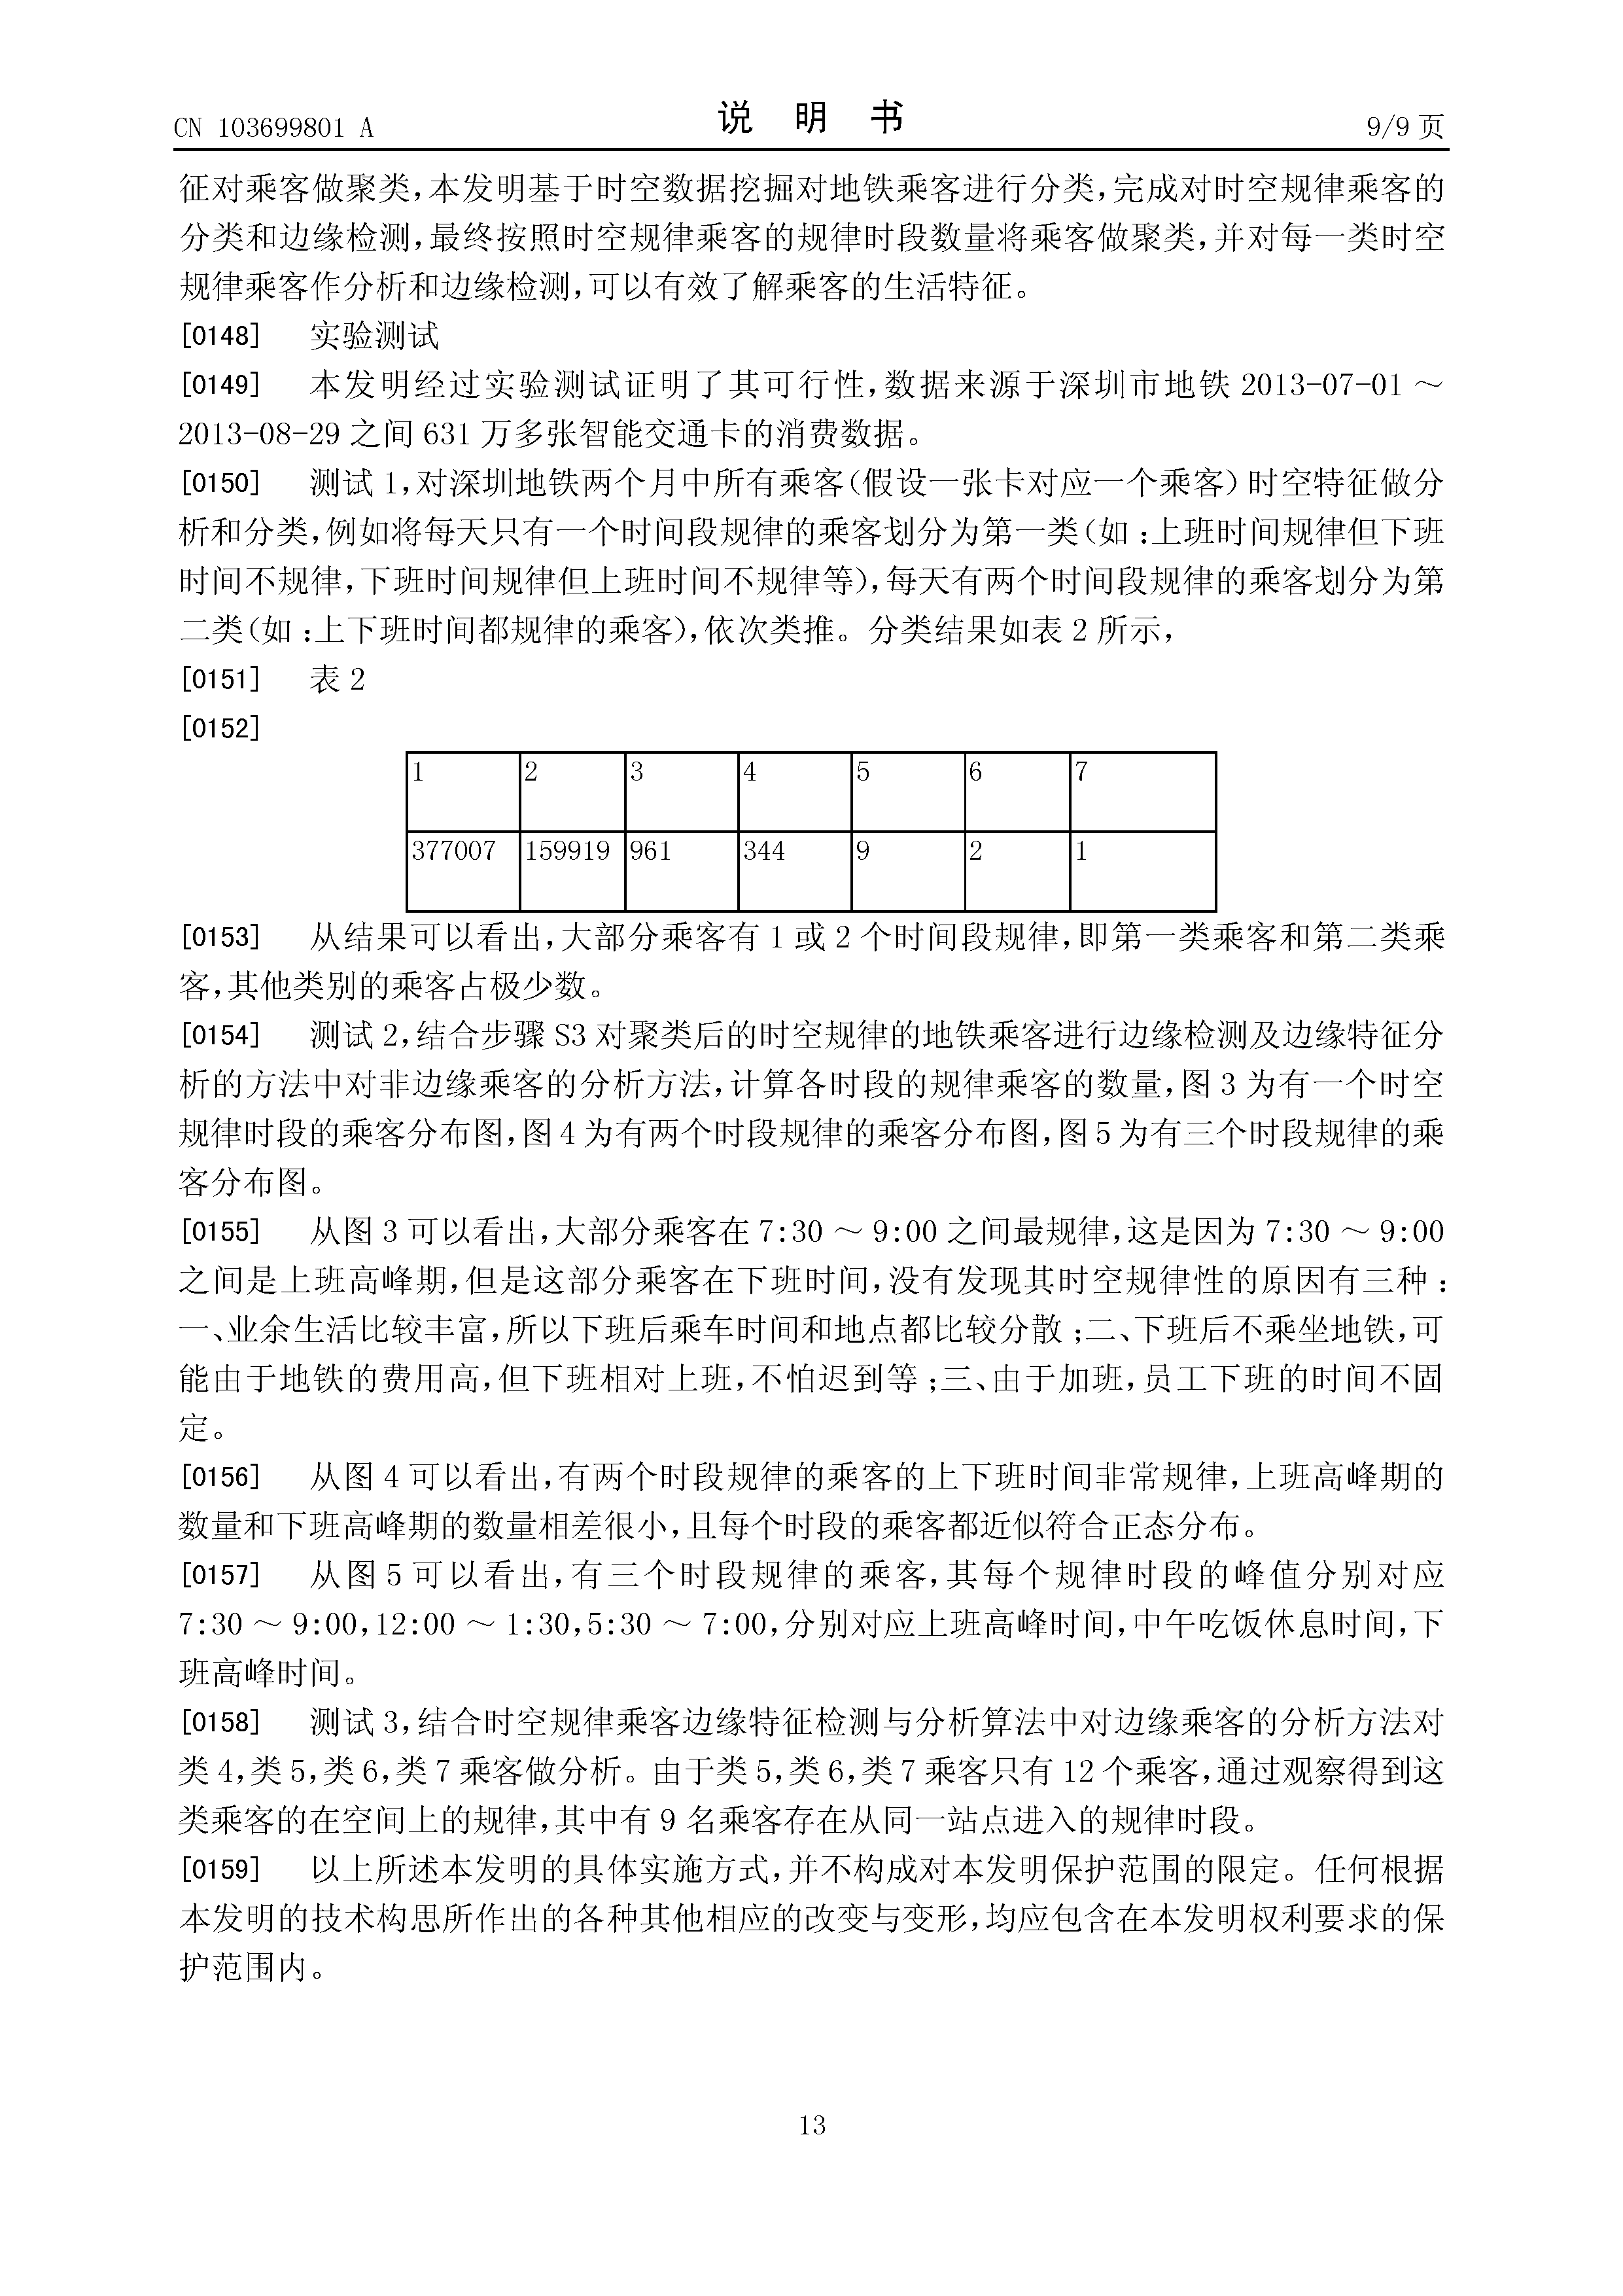 CN 103699801 A
说 明 书
9/9 页
征对乘客做聚类,本发明基于时空数据挖掘对地铁乘客进行分类,完成对时空规律乘客的
分类和边缘检测,最终按照时空规律乘客的规律时段数量将乘客做聚类,并对每一类时空
规律乘客作分析和边缘检测,可以有效了解乘客的生活特征。
[0148] 实验测试
[0149] 本发明经过实验测试证明了其可行性,数据来源于深圳市地铁 2013-07-01 ~
2013-08-29 之间 631 万多张智能交通卡的消费数据。
[0150] 测试 1,对深圳地铁两个月中所有乘客(假设一张卡对应一个乘客)时空特征做分
析和分类,例如将每天只有一个时间段规律的乘客划分为第一类(如 :上班时间规律但下班
时间不规律,下班时间规律但上班时间不规律等),每天有两个时间段规律的乘客划分为第
二类(如 :上下班时间都规律的乘客),依次类推。分类结果如表 2 所示,
[0151] 表 2
[0152]
1 2 3 4 5 6 7
377007 159919 961 344 9 2 1
[0153] 从结果可以看出,大部分乘客有 1 或 2 个时间段规律,即第一类乘客和第二类乘
客,其他类别的乘客占极少数。
[0154] 测试 2,结合步骤 S3 对聚类后的时空规律的地铁乘客进行边缘检测及边缘特征分
析的方法中对非边缘乘客的分析方法,计算各时段的规律乘客的数量,图 3 为有一个时空
规律时段的乘客分布图,图 4 为有两个时段规律的乘客分布图,图 5 为有三个时段规律的乘
客分布图。
[0155] 从图 3 可以看出,大部分乘客在 7:30 ~ 9:00 之间最规律,这是因为 7:30 ~ 9:00
之间是上班高峰期,但是这部分乘客在下班时间,没有发现其时空规律性的原因有三种 :
一、业余生活比较丰富,所以下班后乘车时间和地点都比较分散 ;二、下班后不乘坐地铁,可
能由于地铁的费用高,但下班相对上班,不怕迟到等 ;三、由于加班,员工下班的时间不固
定。
[0156] 从图 4 可以看出,有两个时段规律的乘客的上下班时间非常规律,上班高峰期的
数量和下班高峰期的数量相差很小,且每个时段的乘客都近似符合正态分布。
[0157] 从图 5 可以看出,有三个时段规律的乘客,其每个规律时段的峰值分别对应
7:30 ~ 9:00,12:00 ~ 1:30,5:30 ~ 7:00,分别对应上班高峰时间,中午吃饭休息时间,下
班高峰时间。
[0158] 测试 3,结合时空规律乘客边缘特征检测与分析算法中对边缘乘客的分析方法对
类 4,类 5,类 6,类 7 乘客做分析。由于类 5,类 6,类 7 乘客只有 12 个乘客,通过观察得到这
类乘客的在空间上的规律,其中有 9 名乘客存在从同一站点进入的规律时段。
[0159] 以上所述本发明的具体实施方式,并不构成对本发明保护范围的限定。任何根据
本发明的技术构思所作出的各种其他相应的改变与变形,均应包含在本发明权利要求的保
护范围内。
13